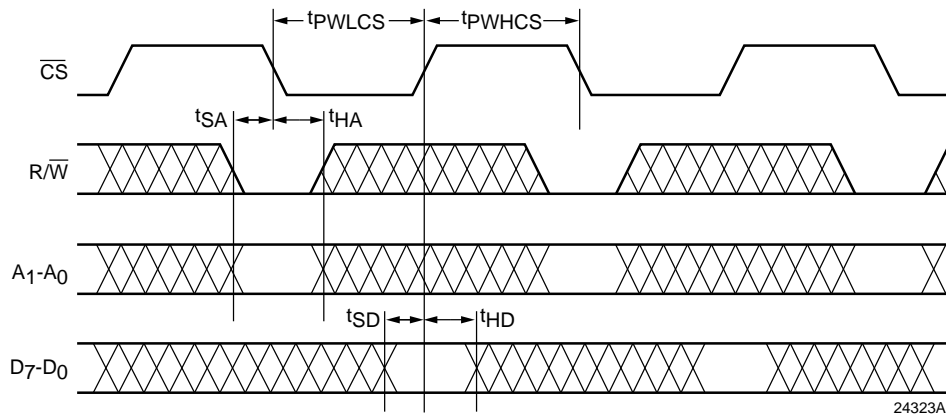 tPWLCS tPWHCS
CS
tSA tHA
R/W
A1-A0
tSD tHD
D7-D0
24323A